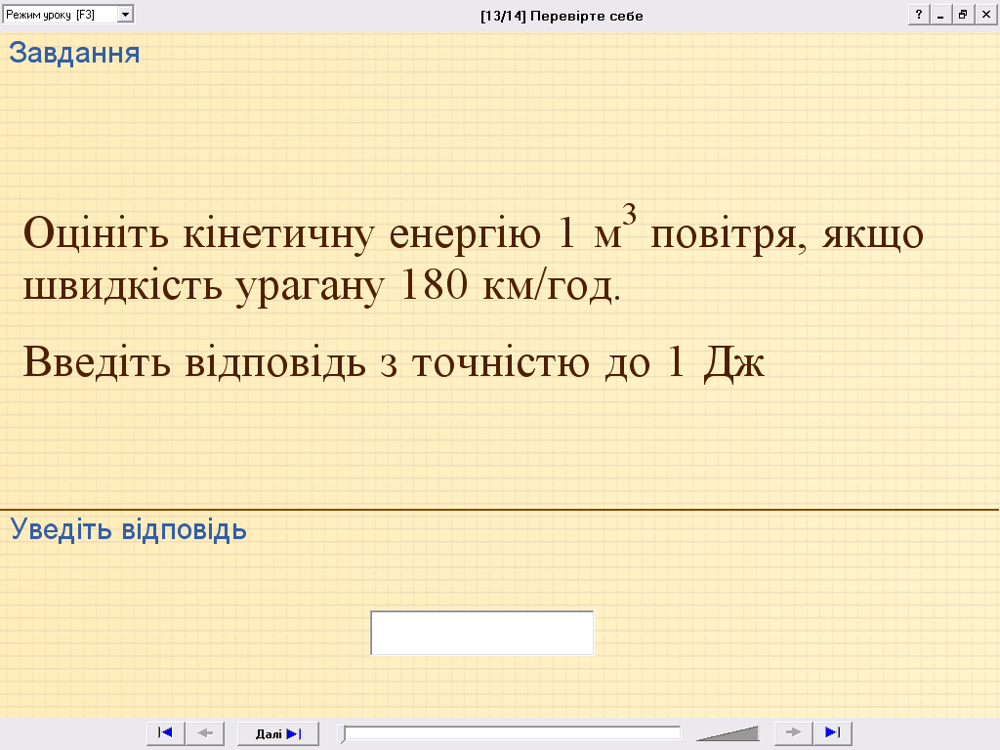 Режим уроку [F3]
[13/14] Перевірте себе
?
Завдання
Оцініть кінетичну енергію 1 м³ повітря, якщо
швидкість урагану 180 км/год.
Введіть відповідь з точністю до 1 Дж
Уведіть відповідь
Далі